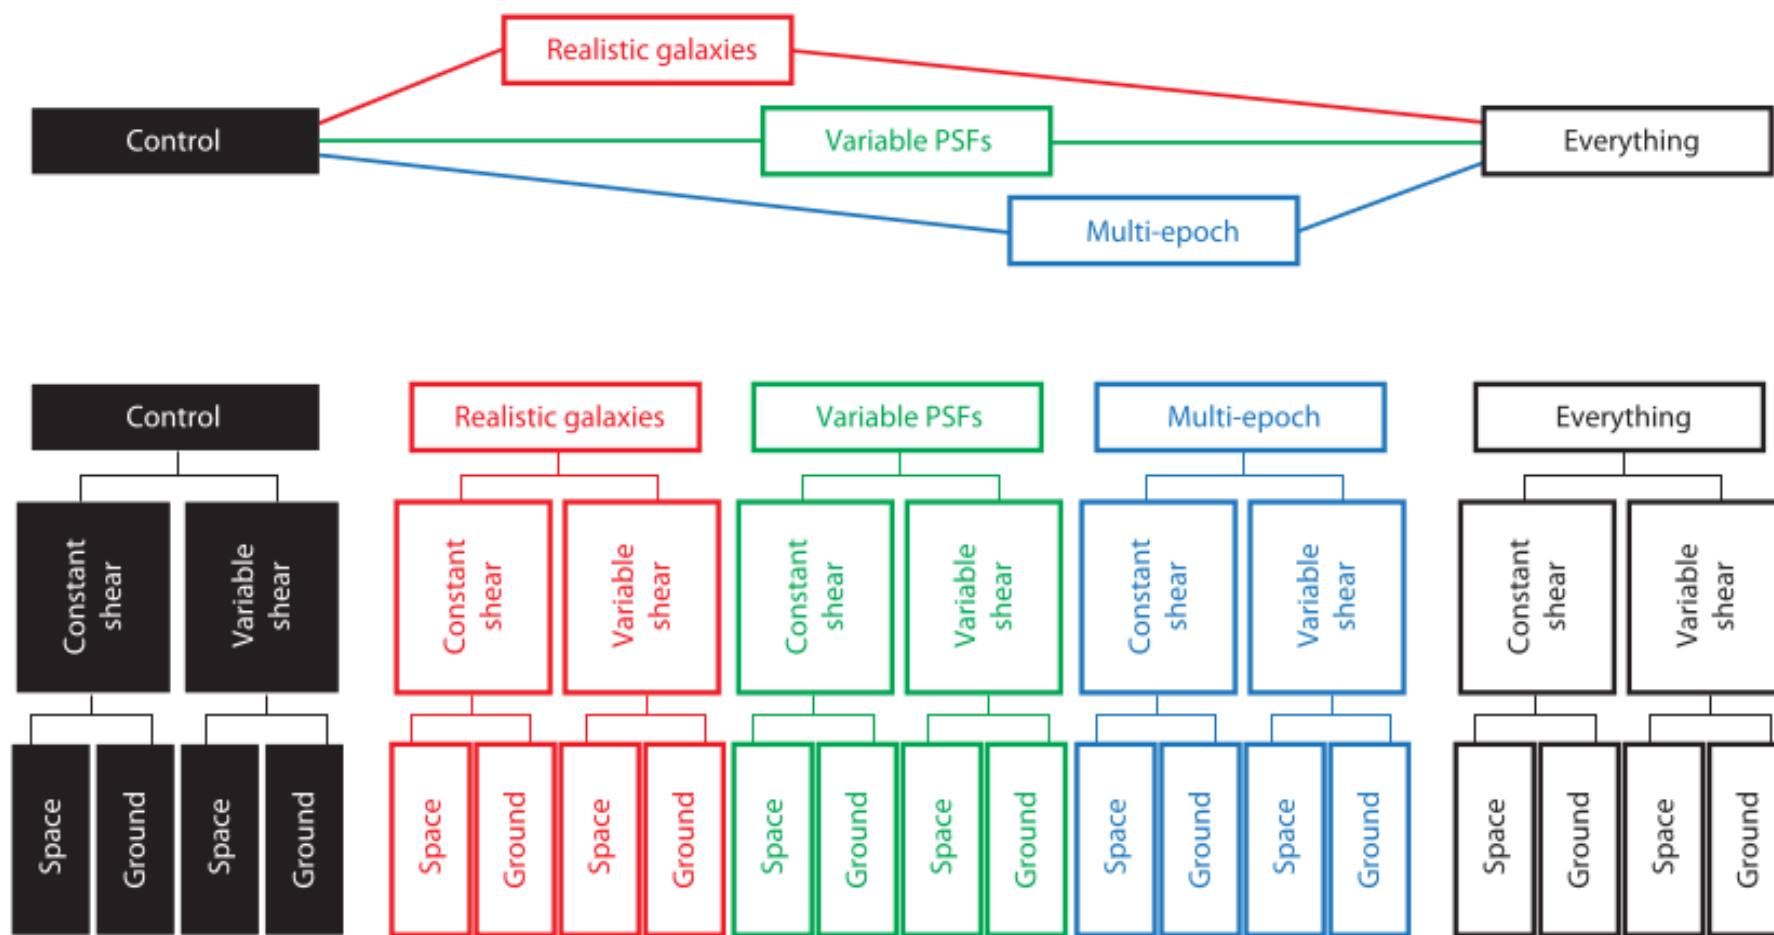 Realistic galaxies
Control
Variable PSFs
Everything
Multi-epoch
Control
Realistic galaxies
Variable PSFs
Multi-epoch
Everything
Constant
shear
Variable
shear
Constant
shear
Variable
shear
Constant
shear
Variable
shear
Constant
shear
Variable
shear
Constant
shear
Variable
shear
Space
Ground
Space
Ground
Space
Ground
Space
Ground
Space
Ground
Space
Ground
Space
Ground
Space
Ground
Space
Ground
Space
Ground